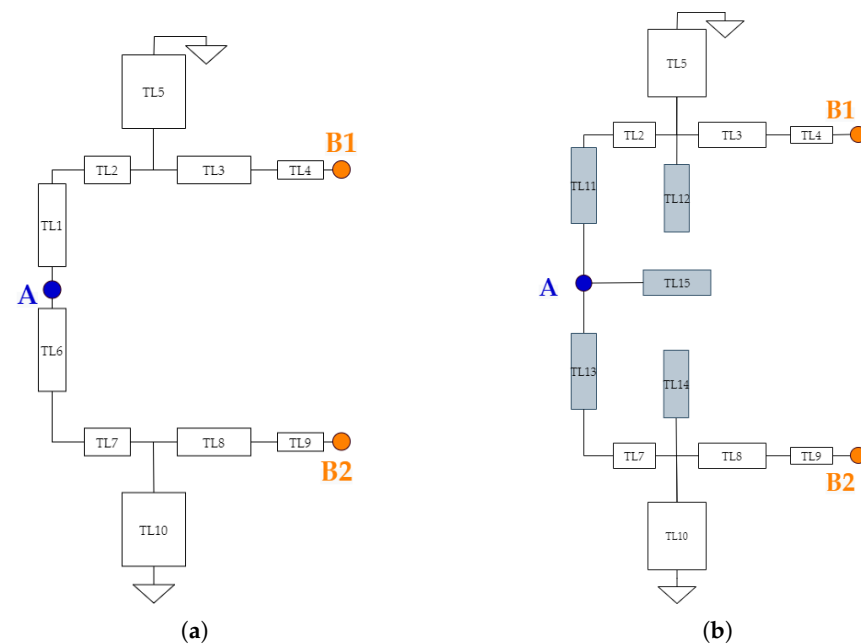 TL5
B1
TL2
TL3
TL4
TL1
A
TL6
TL7
TL8
TL9
B2
TL10
(a)
TL5
B1
TL2
TL3
TL4
TL11
TL12
A
TL15
TL13
TL14
TL7
TL8
TL9
B2
TL10
(b)